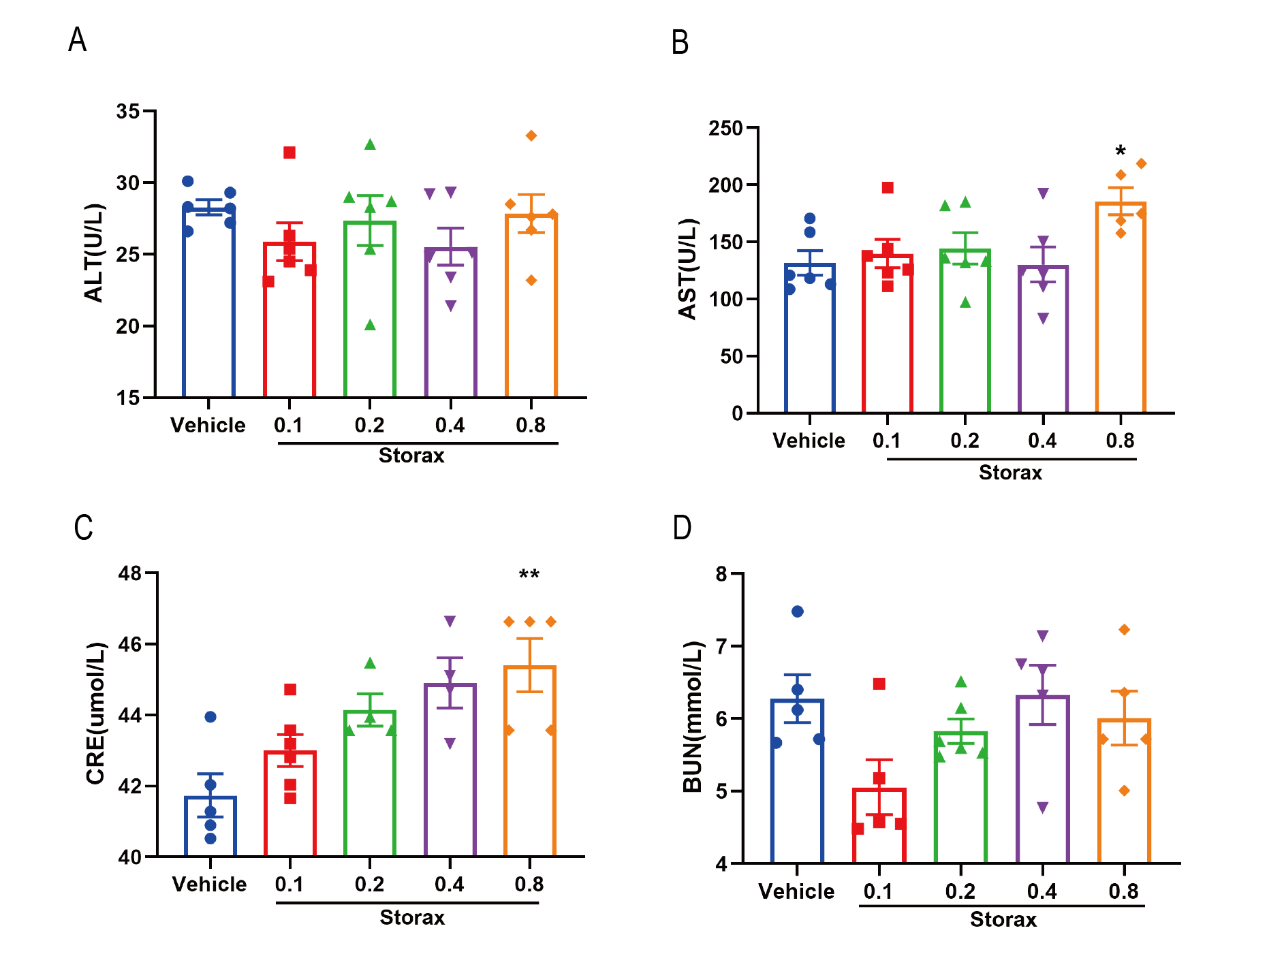 A
ALT(U/L)
35
30
25
20
15
Vehicle 0.1 0.2 0.4 0.8
Storax
B
AST(U/L)
250
200
150
100
50
0
*
Vehicle 0.1 0.2 0.4 0.8
Storax
C
CRE(umol/L)
48
46
44
42
40
**
Vehicle 0.1 0.2 0.4 0.8
Storax
D
BUN(mmol/L)
8
7
6
5
4
Vehicle 0.1 0.2 0.4 0.8
Storax